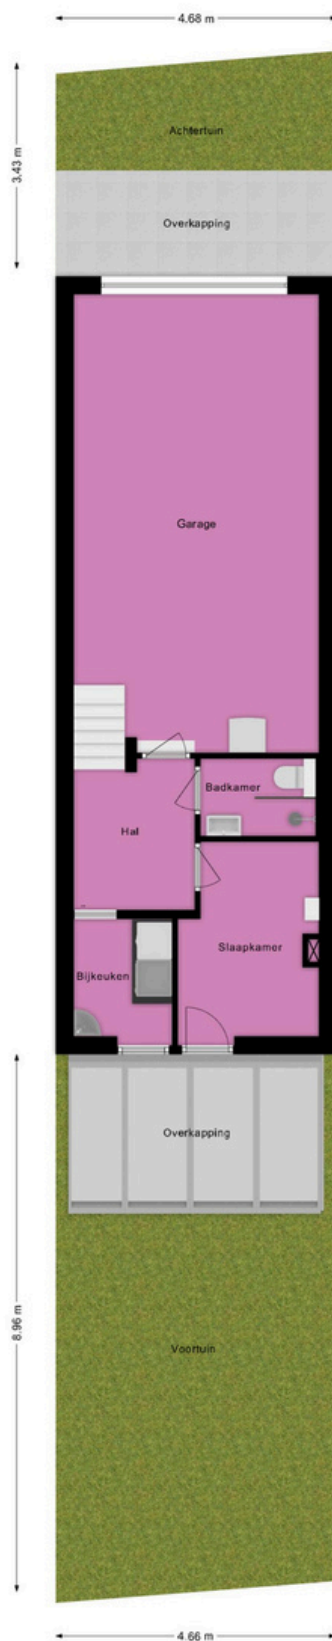 4.68 m
3.43 m
Achtertuin
Overkapping
Garage
Badkamer
Hal
Slaapkamer
Bijkeuken
Overkapping
8.96 m
Voortuin
4.66 m